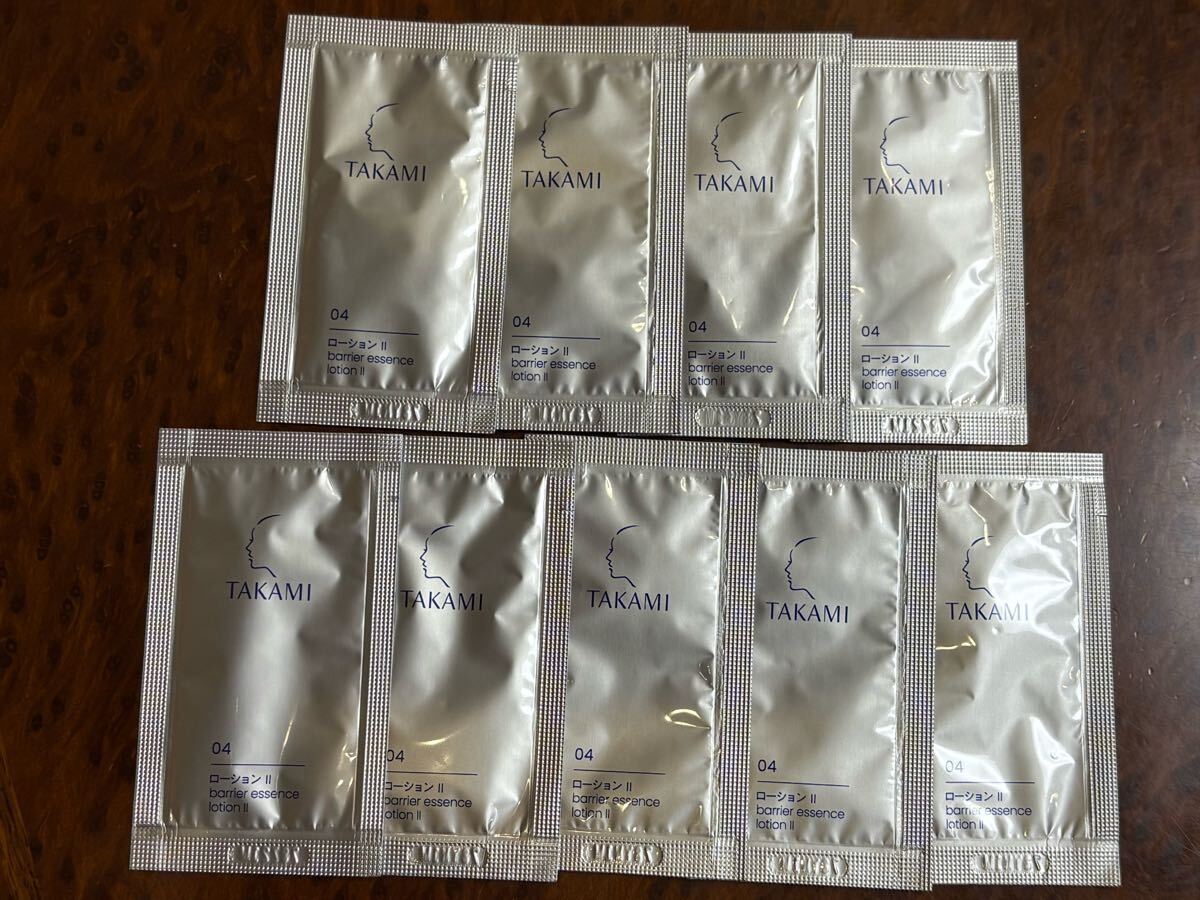 TAKAMI
04
ローション II
barrier essence
lotion II
TAKAMI
04
ローション II
barrier essence
lotion II
TAKAMI
04
ローション II
barrier essence
lotion II
TAKAMI
04
ローション II
barrier essence
lotion II
TAKAMI
04
ローション II
barrier essence
lotion II
TAKAMI
04
ローション II
barrier essence
lotion II
TAKAMI
04
ローション II
barrier essence
lotion II
TAKAMI
04
ローション II
barrier essence
lotion II
TAKAMI
04
ローション II
barrier essence
lotion II